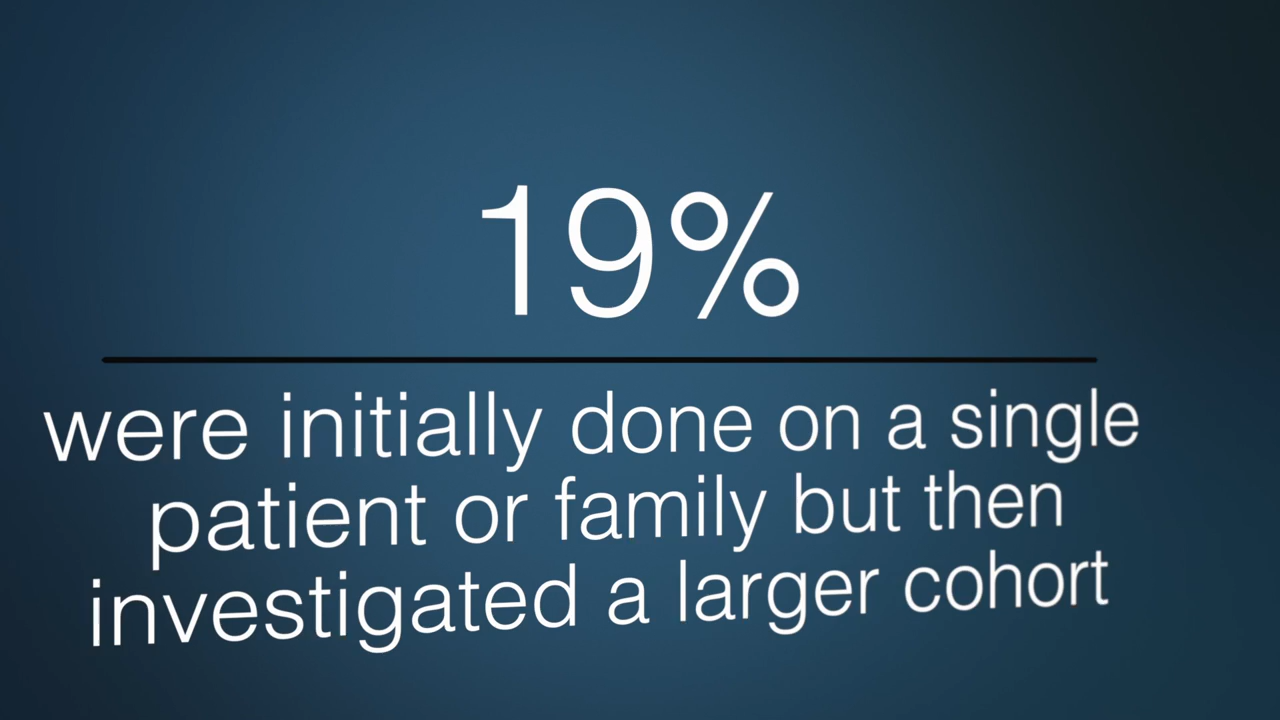 19%
were initially done on a single
patient or family but then
investigated a larger cohort